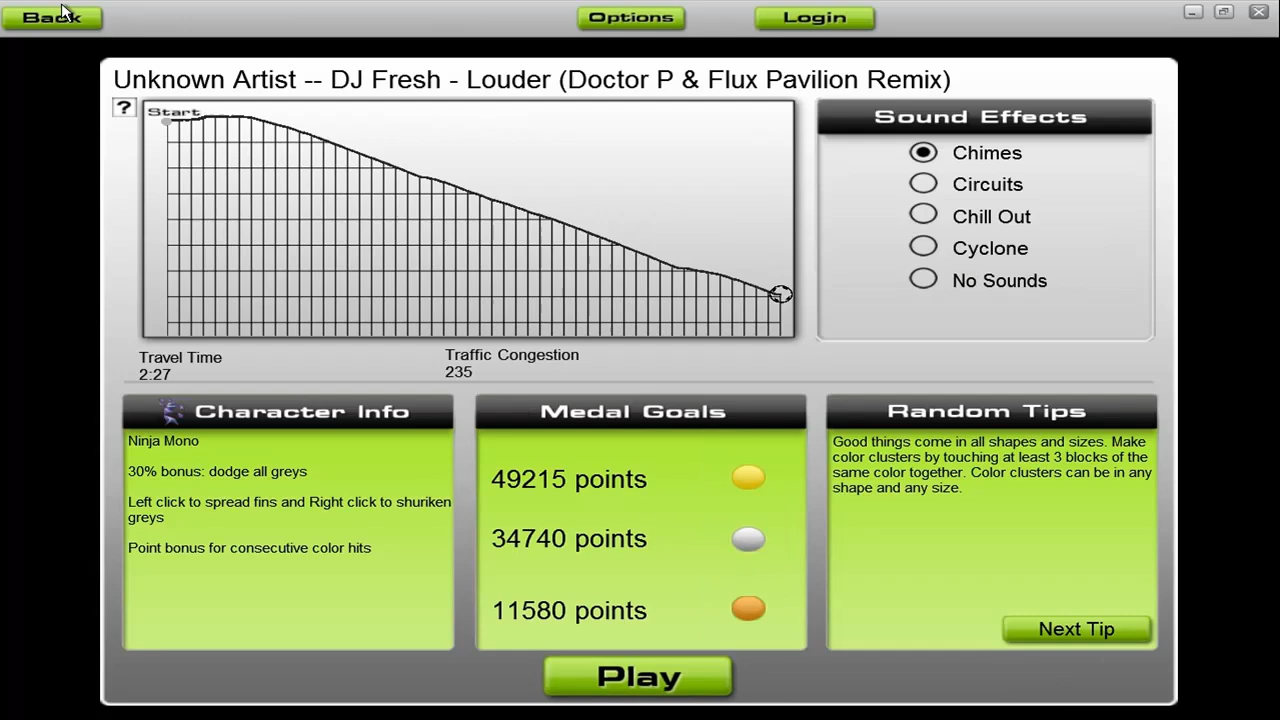 Back
Options
Login
Unknown Artist -- DJ Fresh - Louder (Doctor P & Flux Pavilion Remix)
?
Start
Travel Time
2:27
Traffic Congestion
235
Sound Effects
Chimes
Circuits
Chill Out
Cyclone
No Sounds
Character Info
Ninja Mono
30% bonus: dodge all greys
Left click to spread fins and Right click to shuriken
greys
Point bonus for consecutive color hits
Medal Goals
49215 points
34740 points
11580 points
Random Tips
Good things come in all shapes and sizes. Make
color clusters by touching at least 3 blocks of the
same color together. Color clusters can be in any
shape and any size.
Next Tip
Play